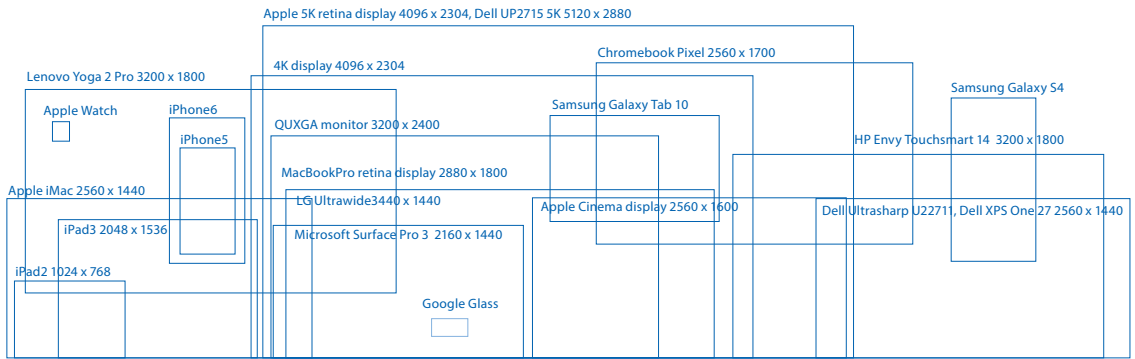 Apple 5K retina display 4096 x 2304, Dell UP2715 5K 5120 x 2880
Chromebook Pixel 2560 x 1700
4K display 4096 x 2304
Lenovo Yoga 2 Pro 3200 x 1800
Samsung Galaxy S4
Apple Watch
iPhone6
Samsung Galaxy Tab 10
QUXGA monitor 3200 x 2400
iPhone5
HP Envy Touchsmart 14 3200 x 1800
MacBookPro retina display 2880 x 1800
Apple iMac 2560 x 1440
LG Ultrawide3440 x 1440
Apple Cinema display 2560 x 1600
Dell Ultrasharp U22711, Dell XPS One 27 2560 x 1440
iPad3 2048 x 1536
Microsoft Surface Pro 3 2160 x 1440
iPad2 1024 x 768
Google Glass